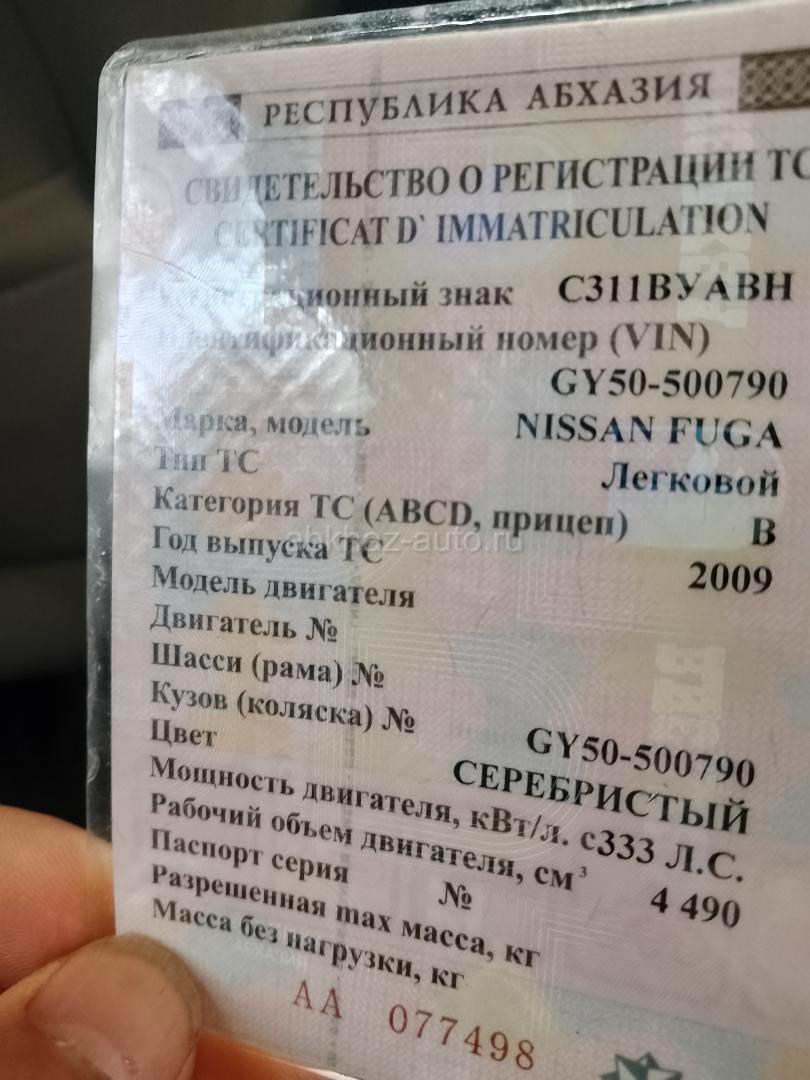 РЕСПУБЛИКА АБХАЗИЯ
СВИДЕТЕЛЬСТВО О РЕГИСТРАЦИИ ТС
CERTIFICAT D` IMMATRICULATION
знак С311ВУАВН
номер (VIN)
GY50-500790
Марка, модель NISSAN FUGA
Тип ТС Легковой
Категория ТС (ABCD, прицеп) B
Год выпуска ТС 2009
Модель двигателя
Двигатель №
Шасси (рама) №
Кузов (коляска) № GY50-500790
Цвет СЕРЕБРИСТЫЙ
Мощность двигателя, кВт/л. с333 Л.С.
Рабочий объем двигателя, см³ 4 490
Паспорт серия №
Разрешенная max масса, кг
Масса без нагрузки, кг
АА 077498